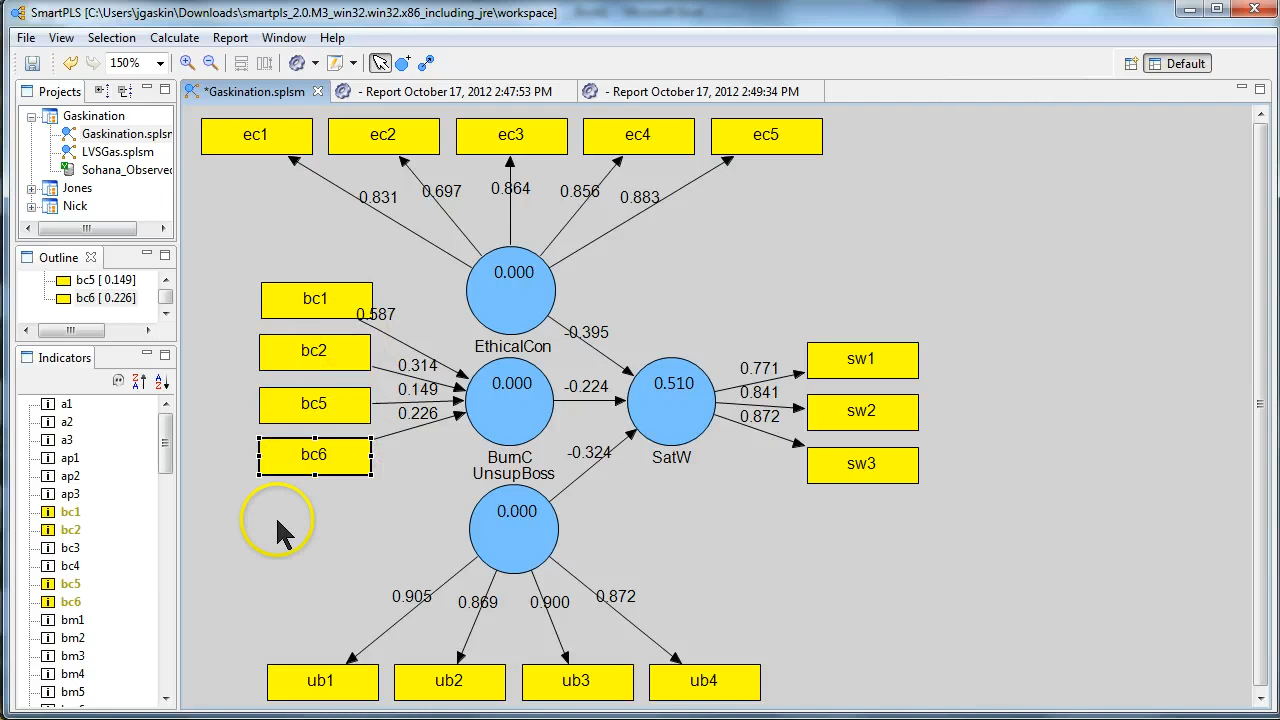 SmartPLS [C:\Users\jgaskin\Downloads\smartpls_2.0.M3_win32.win32.x86_including_jre\workspace]
File View Selection Calculate Report Window Help
150% Default
Projects
*Gaskination.splsm - Report October 17, 2012 2:47:53 PM - Report October 17, 2012 2:49:34 PM
Gaskination
Gaskination.splsm
LVSGas.splsm
Sohana_Observed
Jones
Nick
Outline
bc5 [ 0.149]
bc6 [ 0.226]
Indicators
a1
a2
a3
ap1
ap2
ap3
bc1
bc2
bc3
bc4
bc5
bc6
bm1
bm2
bm3
bm4
bm5
ec1 ec2 ec3 ec4 ec5
0.831 0.697 0.864 0.856 0.883
0.000
EthicalCon
bc1
0.587
bc2
0.314
bc5
0.149
bc6
0.226
0.000
BurnC
-0.395
-0.224
-0.324
0.510
SatW
0.771
0.841
0.872
sw1
sw2
sw3
UnsupBoss
0.000
0.905 0.869 0.900 0.872
ub1 ub2 ub3 ub4